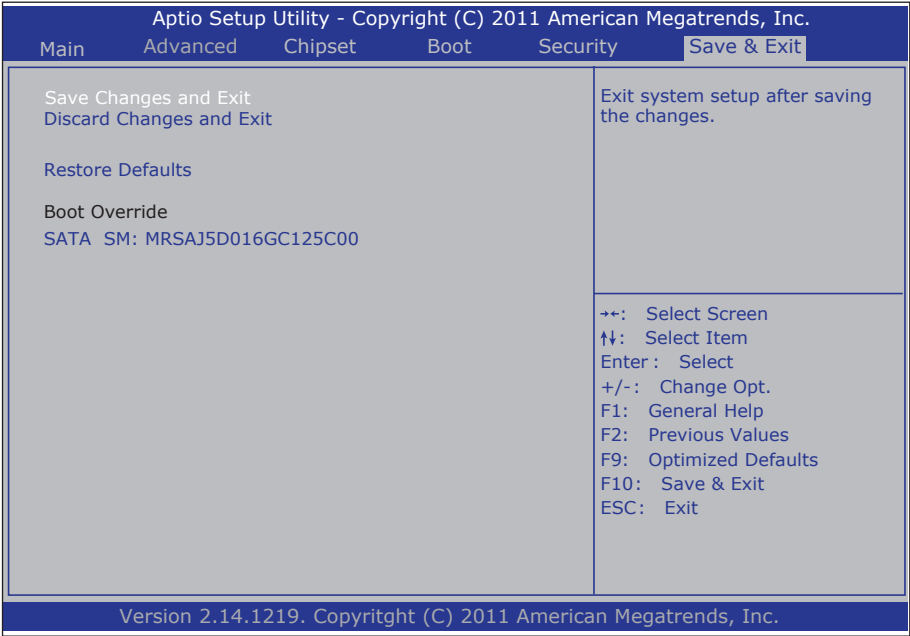 Aptio Setup Utility - Copyright (C) 2011 American Megatrends, Inc.
Main Advanced Chipset Boot Security Save & Exit
Save Changes and Exit
Discard Changes and Exit
Restore Defaults
Boot Override
SATA SM: MRSAJ5D016GC125C00
Exit system setup after saving
the changes.
→←: Select Screen
↑↓: Select Item
Enter : Select
+/-: Change Opt.
F1: General Help
F2: Previous Values
F9: Optimized Defaults
F10: Save & Exit
ESC: Exit
Version 2.14.1219. Copyritght (C) 2011 American Megatrends, Inc.